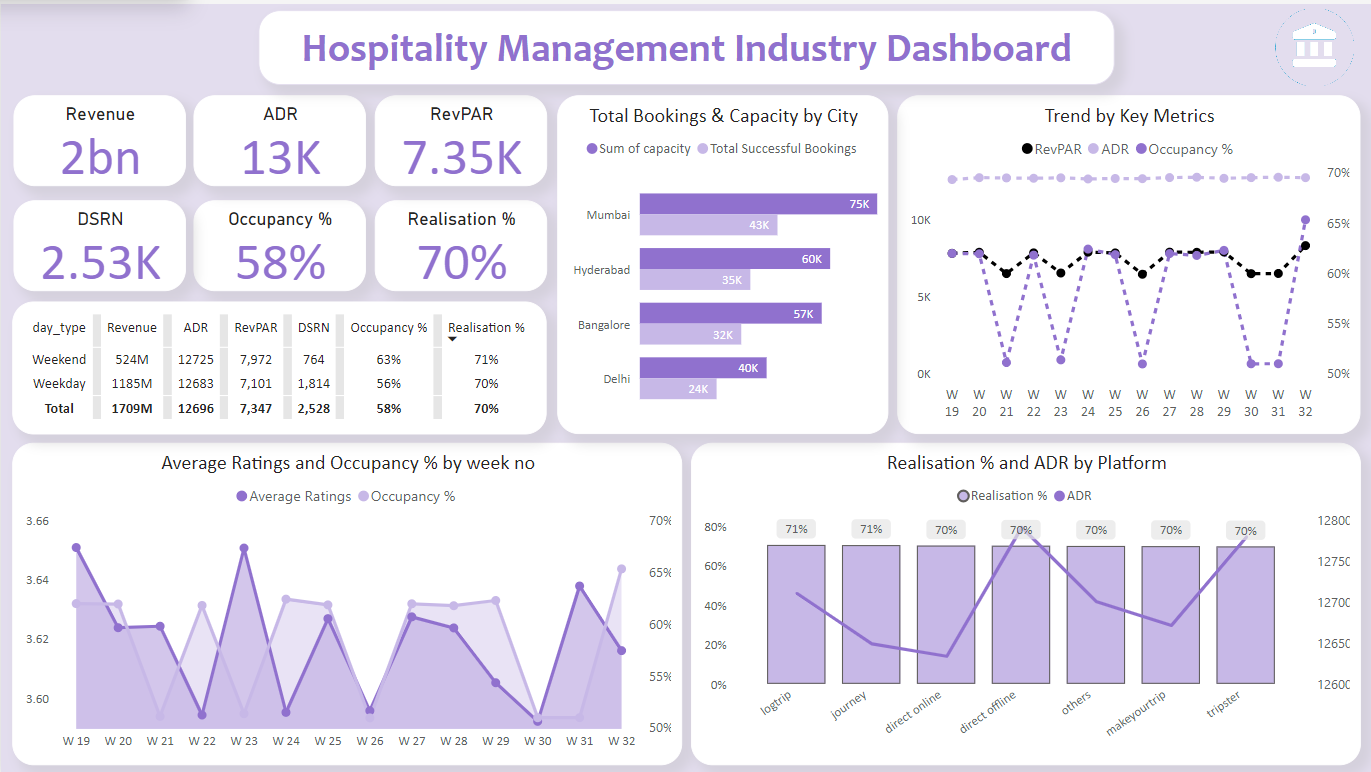 Hospitality Management Industry Dashboard
Revenue
2bn
ADR
13K
RevPAR
7.35K
DSRN
2.53K
Occupancy %
58%
Realisation %
70%
day_type Revenue ADR RevPAR DSRN Occupancy % Realisation %
Weekend 524M 12725 7,972 764 63% 71%
Weekday 1185M 12683 7,101 1,814 56% 70%
Total 1709M 12696 7,347 2,528 58% 70%
Total Bookings & Capacity by City
Sum of capacity Total Successful Bookings
Mumbai 75K
43K
Hyderabad 60K
35K
Bangalore 57K
32K
Delhi 40K
24K
Trend by Key Metrics
RevPAR ADR Occupancy %
70%
10K 65%
60%
5K
55%
0K 50%
W W W W W W W W W W W W W W
19 20 21 22 23 24 25 26 27 28 29 30 31 32
Average Ratings and Occupancy % by week no
Average Ratings Occupancy %
3.66 70%
65%
3.64
60%
3.62
55%
3.60
50%
W 19 W 20 W 21 W 22 W 23 W 24 W 25 W 26 W 27 W 28 W 29 W 30 W 31 W 32
Realisation % and ADR by Platform
Realisation % ADR
80% 12800
71% 71% 70% 70% 70% 70% 70%
60% 12750
40% 12700
20% 12650
0% 12600
logtrip journey direct online direct offline others makeyourtrip tripster